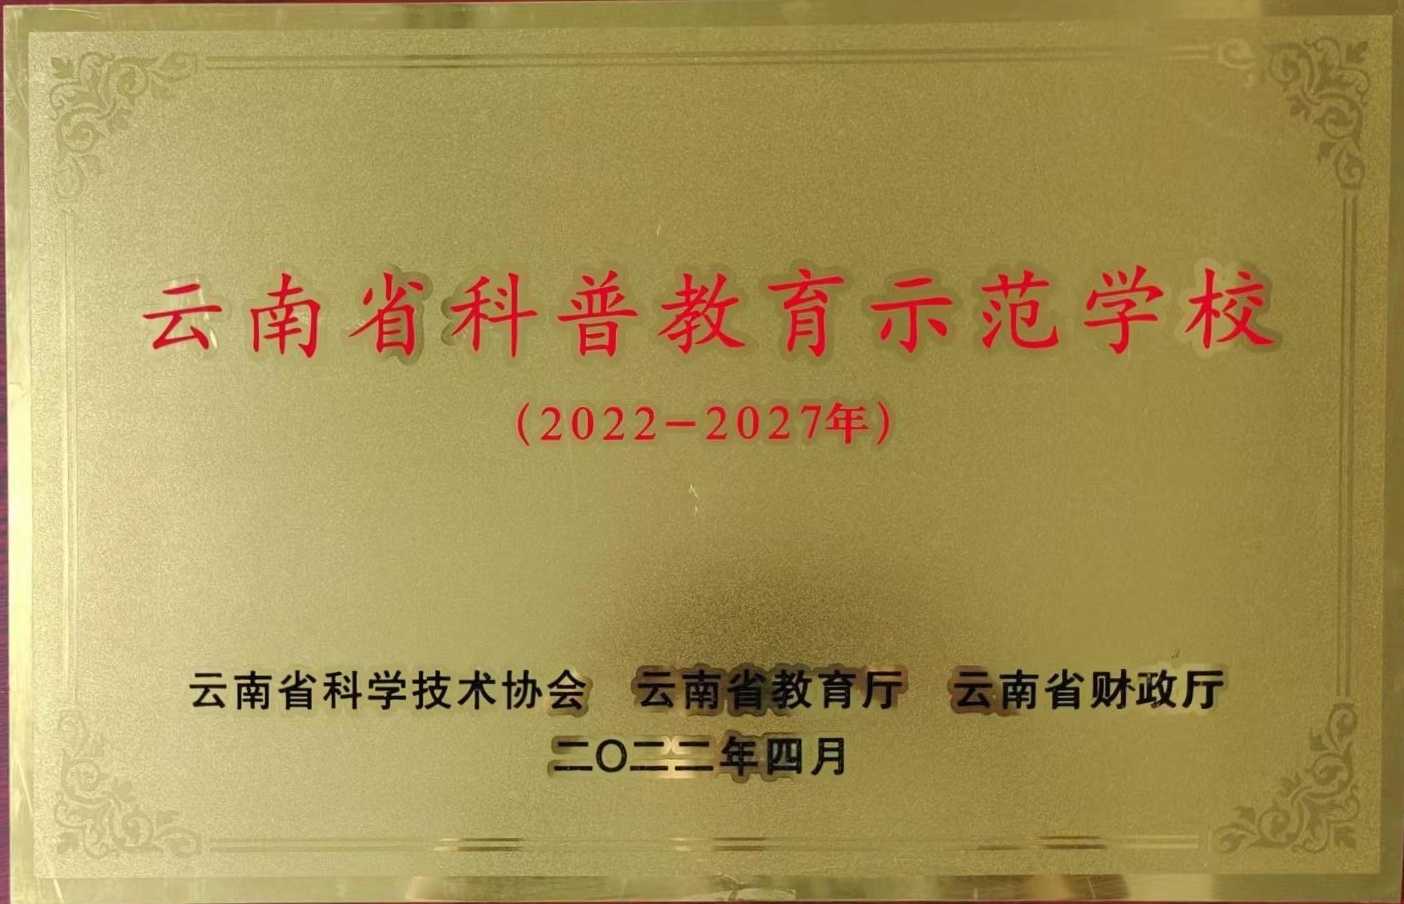 云南省科普教育示范学校
（2022－2027年）
云南省科学技术协会 云南省教育厅 云南省财政厅
二〇二二年四月